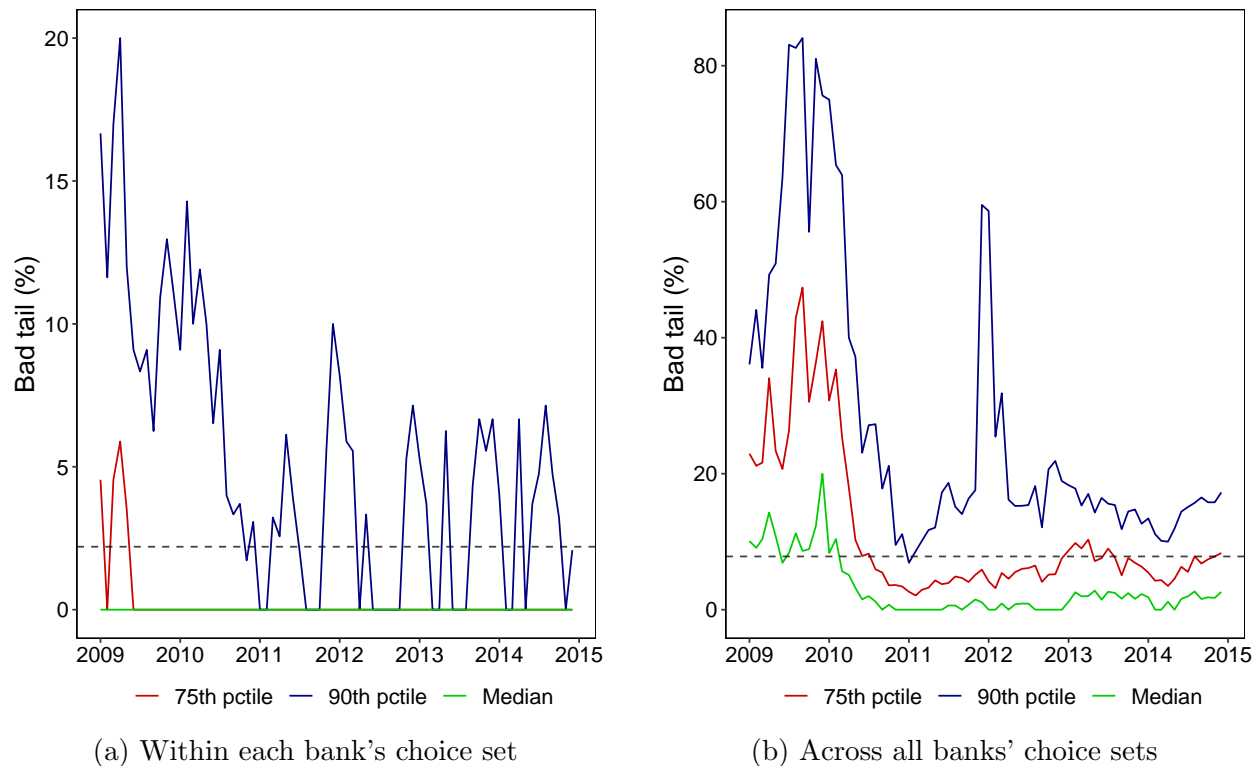 Bad tail (%)
20
15
10
5
0
2009 2010 2011 2012 2013 2014 2015
75th pctile 90th pctile Median
(a) Within each bank's choice set
Bad tail (%)
80
60
40
20
0
2009 2010 2011 2012 2013 2014 2015
75th pctile 90th pctile Median
(b) Across all banks' choice sets